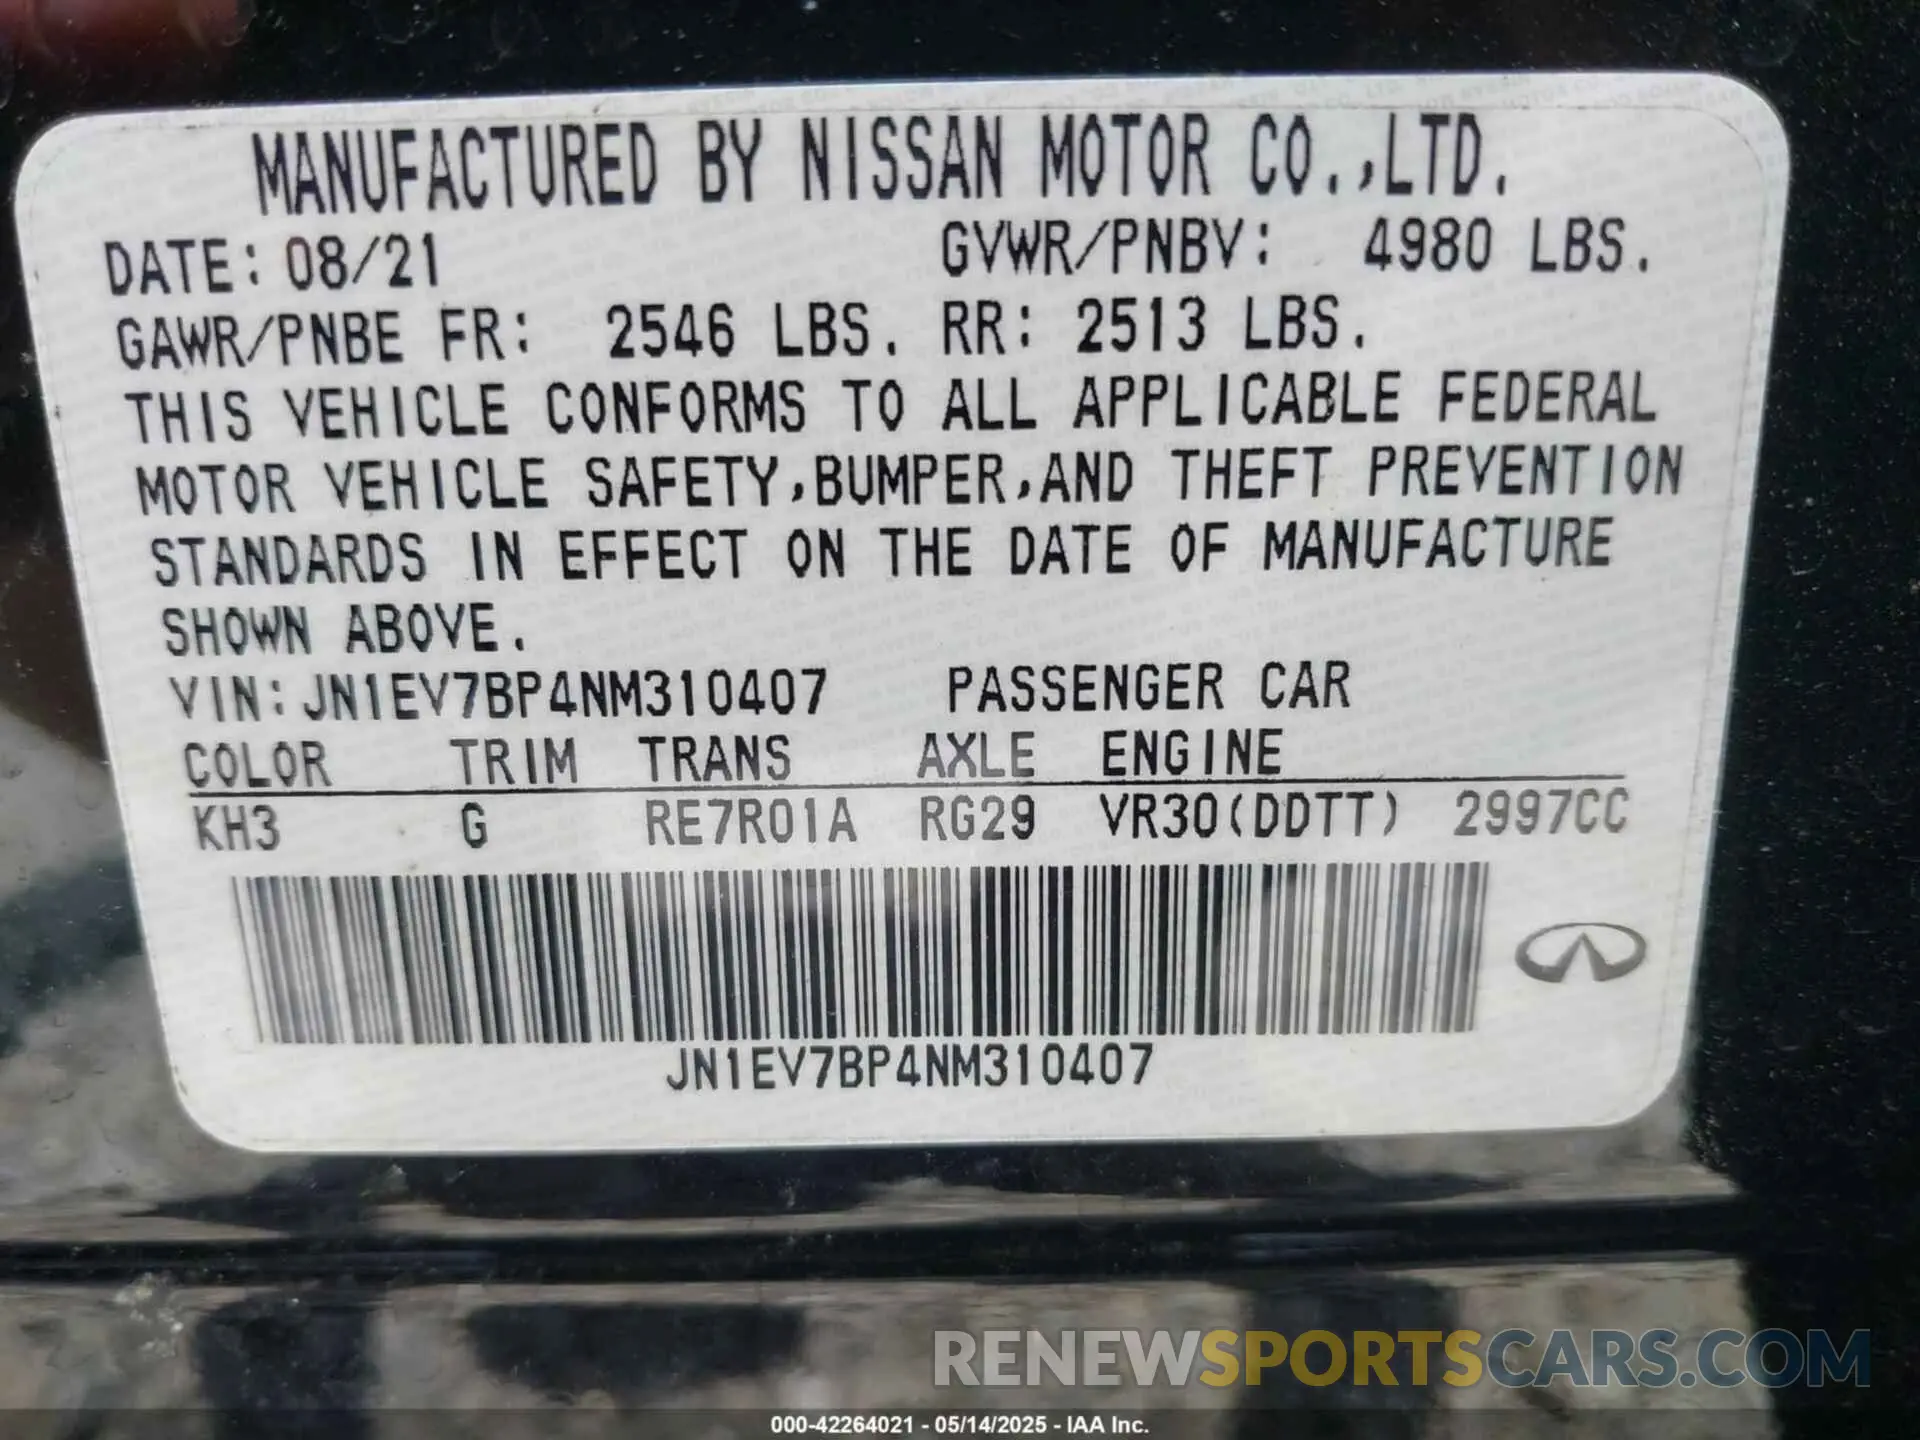 MANUFACTURED BY NISSAN MOTOR CO.,LTD.
DATE: 08/21 GVWR/PNBV: 4980 LBS.
GAWR/PNBE FR: 2546 LBS. RR: 2513 LBS.
THIS VEHICLE CONFORMS TO ALL APPLICABLE FEDERAL
MOTOR VEHICLE SAFETY,BUMPER,AND THEFT PREVENTION
STANDARDS IN EFFECT ON THE DATE OF MANUFACTURE
SHOWN ABOVE.
VIN:JN1EV7BP4NM310407 PASSENGER CAR
COLOR TRIM TRANS AXLE ENGINE
KH3 G RE7R01A RG29 VR30(DDTT) 2997CC
JN1EV7BP4NM310407
RENEWSPORTSCARS.COM
000-42264021 - 05/14/2025 - IAA Inc.